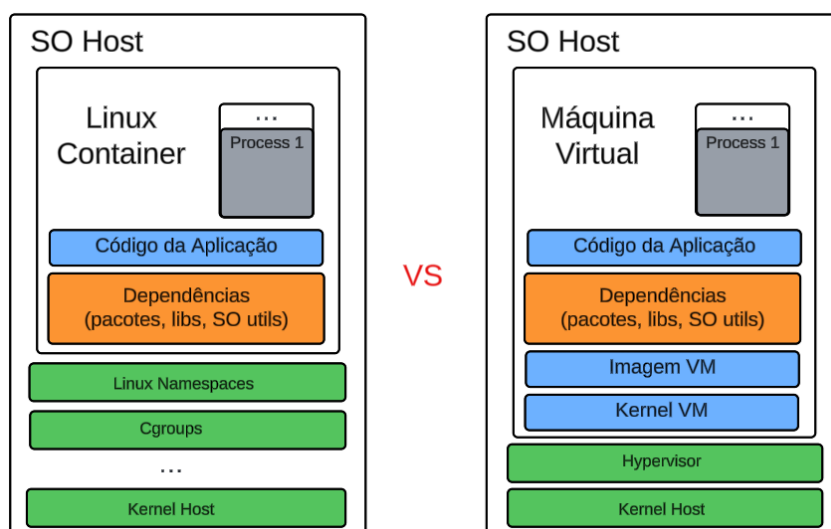 SO Host
Linux
Container
...
Process 1
Código da Aplicação
Dependências
(pacotes, libs, SO utils)
Linux Namespaces
Cgroups
...
Kernel Host
VS
SO Host
Máquina
Virtual
...
Process 1
Código da Aplicação
Dependências
(pacotes, libs, SO utils)
Imagem VM
Kernel VM
Hypervisor
Kernel Host